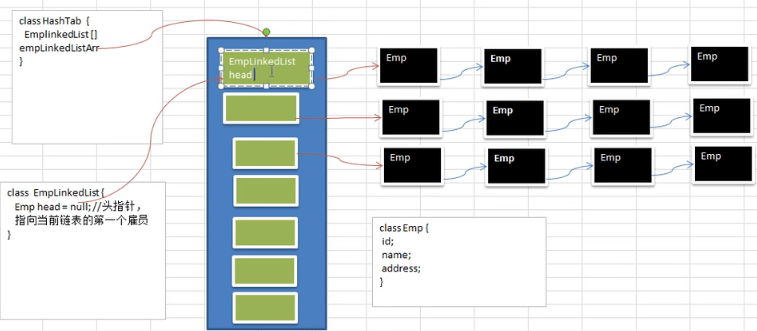 class HashTab {
EmplinkedList []
empLinkedListArr
}
EmpLinkedList
head
Emp
Emp
Emp
Emp
Emp
Emp
Emp
Emp
Emp
Emp
Emp
Emp
class EmpLinkedList {
Emp head = null; //头指针，
指向当前链表的第一个雇员
}
class Emp {
id;
name;
address;
}